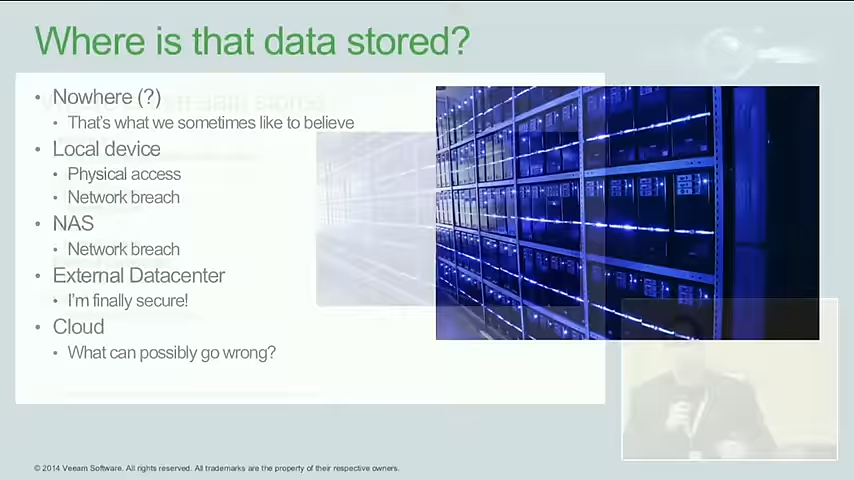 Where is that data stored?
• Nowhere (?)
• That's what we sometimes like to believe
• Local device
• Physical access
• Network breach
• NAS
• Network breach
• External Datacenter
• I'm finally secure!
• Cloud
• What can possibly go wrong?
© 2014 Veeam Software. All rights reserved. All trademarks are the property of their respective owners.